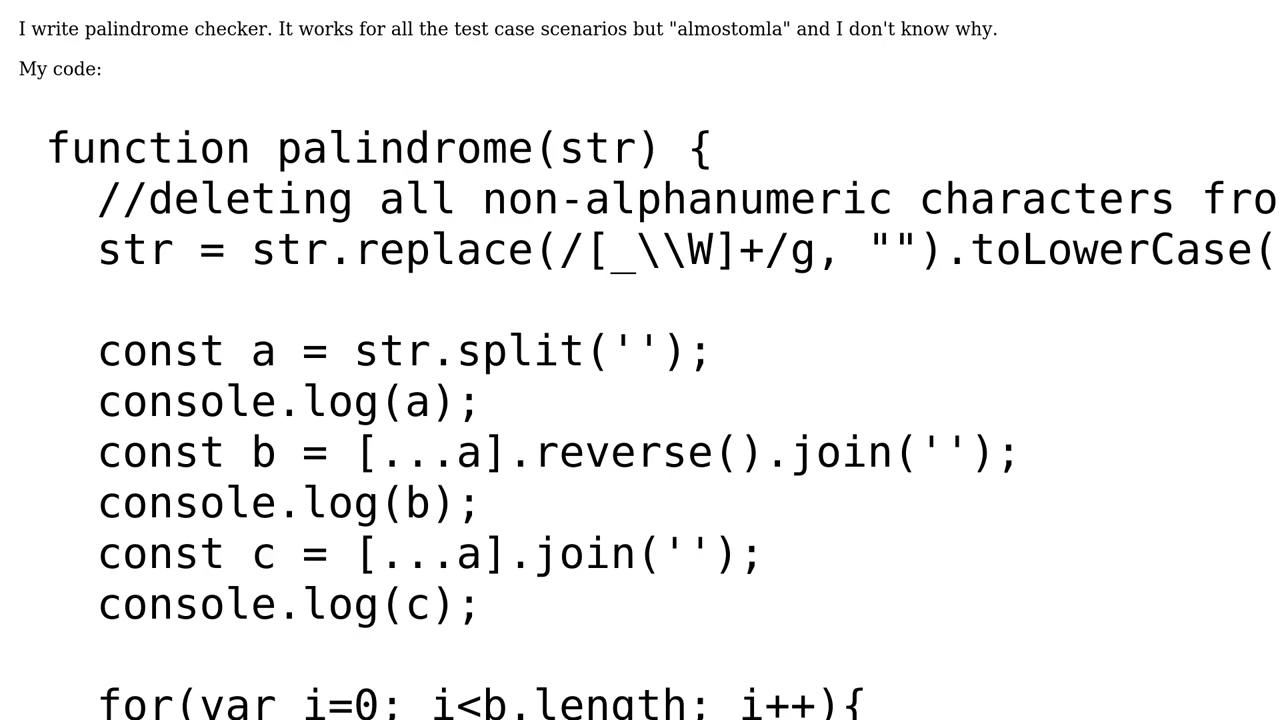 I write palindrome checker. It works for all the test case scenarios but "almostomla" and I don't know why.
My code:
function palindrome(str) {
//deleting all non-alphanumeric characters fro
str = str.replace(/[_\\W]+/g, "").toLowerCase(
const a = str.split('');
console.log(a);
const b = [...a].reverse().join('');
console.log(b);
const c = [...a].join('');
console.log(c);
for(var i=0; i<b.length; i++){